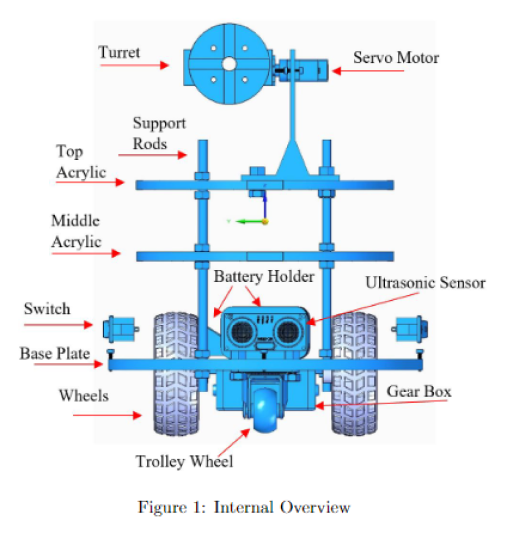 Turret
Servo Motor
Support
Rods
Top
Acrylic
Middle
Acrylic
Battery Holder
Ultrasonic Sensor
Switch
Base Plate
Wheels
Gear Box
Trolley Wheel
Figure 1: Internal Overview